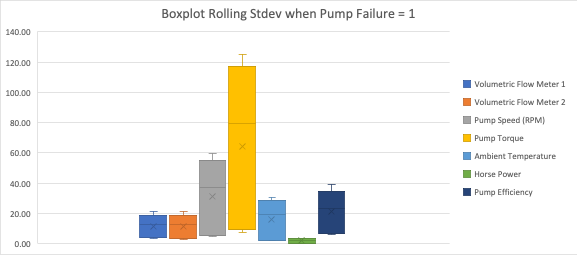 Boxplot Rolling Stdev when Pump Failure = 1
140.00
120.00
100.00
80.00
60.00
40.00
20.00
0.00
Volumetric Flow Meter 1
Volumetric Flow Meter 2
Pump Speed (RPM)
Pump Torque
Ambient Temperature
Horse Power
Pump Efficiency